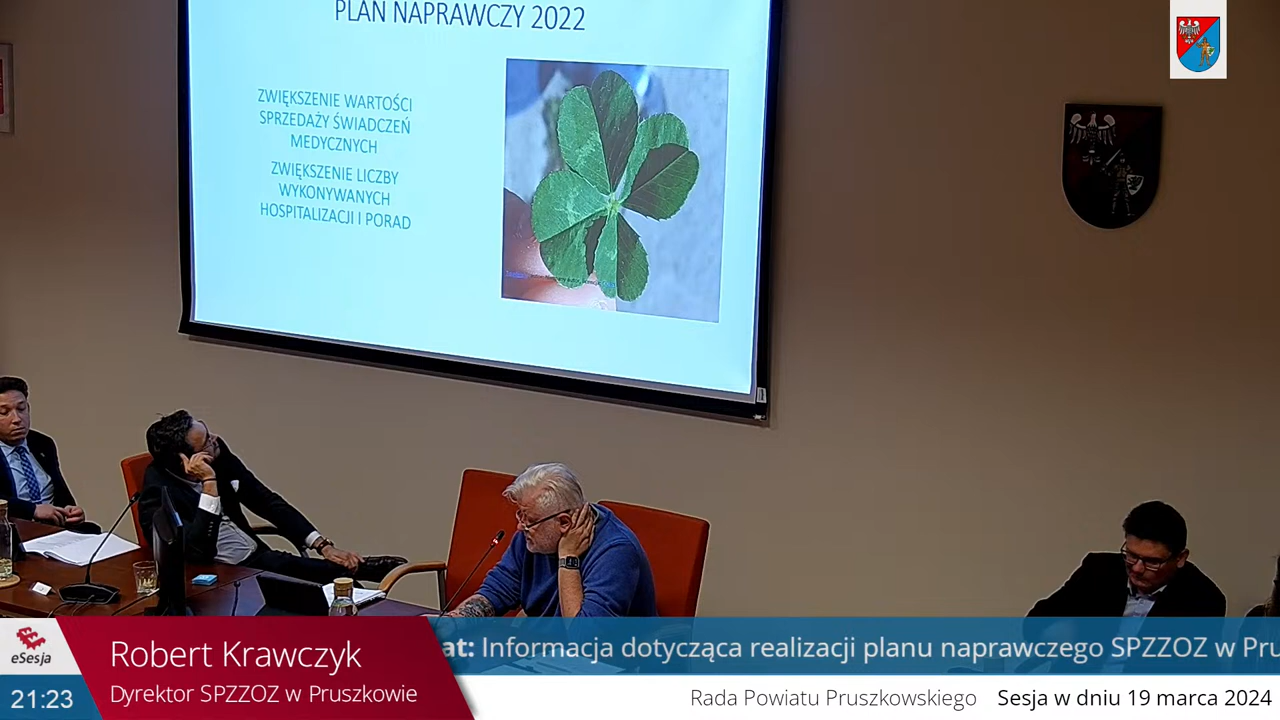 PLAN NAPRAWCZY 2022
ZWIĘKSZENIE WARTOŚCI
SPRZEDAŻY ŚWIADCZEŃ
MEDYCZNYCH
ZWIĘKSZENIE LICZBY
WYKONYWANYCH
HOSPITALIZACJI I PORAD
eSesja
21:23
Robert Krawczyk
Dyrektor SPZZOZ w Pruszkowie
at: Informacja dotycząca realizacji planu naprawczego SPZZOZ w Pru
Rada Powiatu Pruszkowskiego Sesja w dniu 19 marca 2024